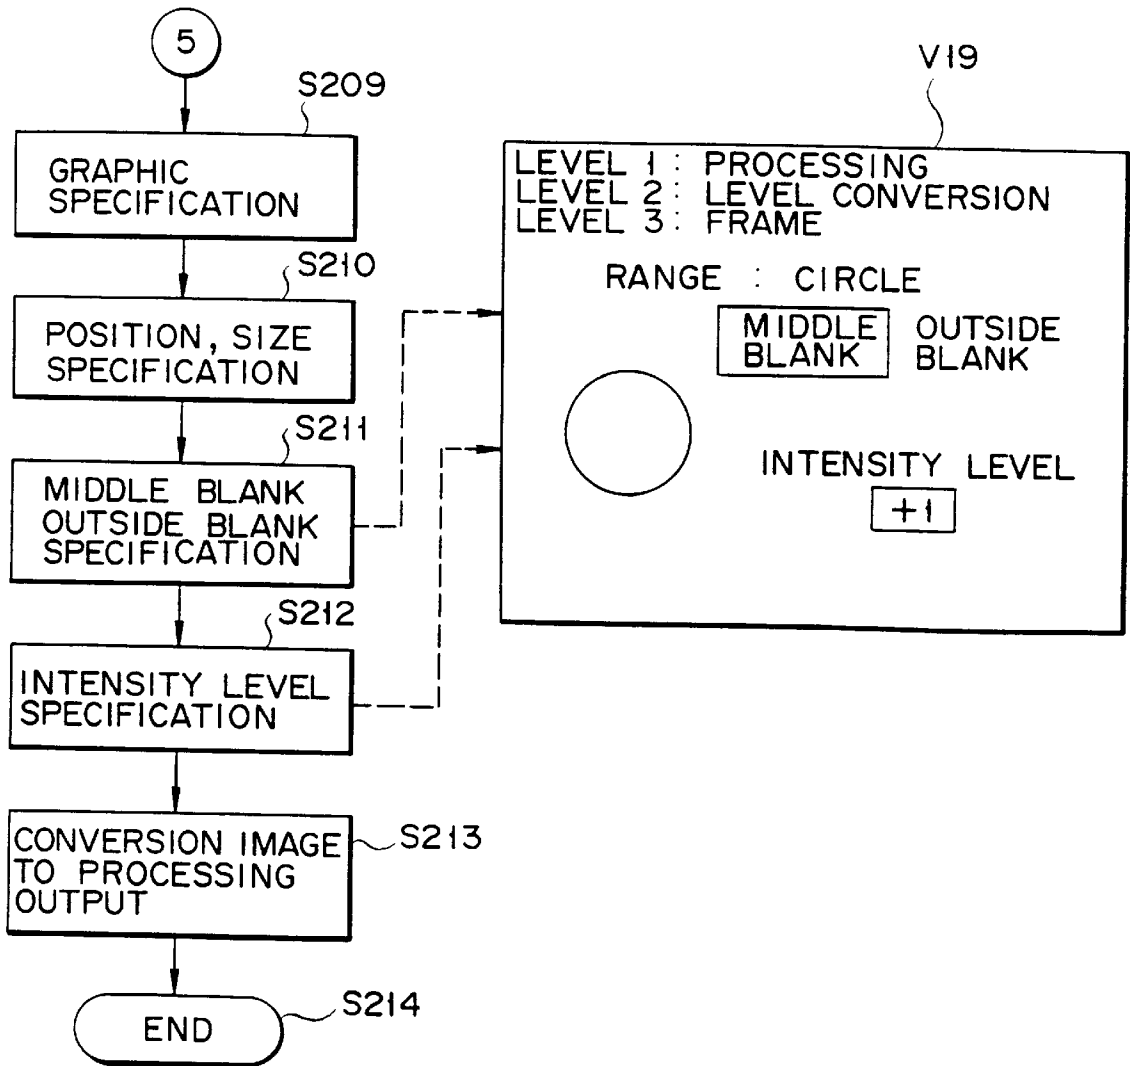 5
S209
GRAPHIC
SPECIFICATION
S210
POSITION, SIZE
SPECIFICATION
S211
MIDDLE BLANK
OUTSIDE BLANK
SPECIFICATION
S212
INTENSITY LEVEL
SPECIFICATION
CONVERSION IMAGE
TO PROCESSING
OUTPUT
S213
END
S214
V19
LEVEL 1 : PROCESSING
LEVEL 2 : LEVEL CONVERSION
LEVEL 3 : FRAME
RANGE : CIRCLE
MIDDLE
BLANK
OUTSIDE
BLANK
INTENSITY LEVEL
+1